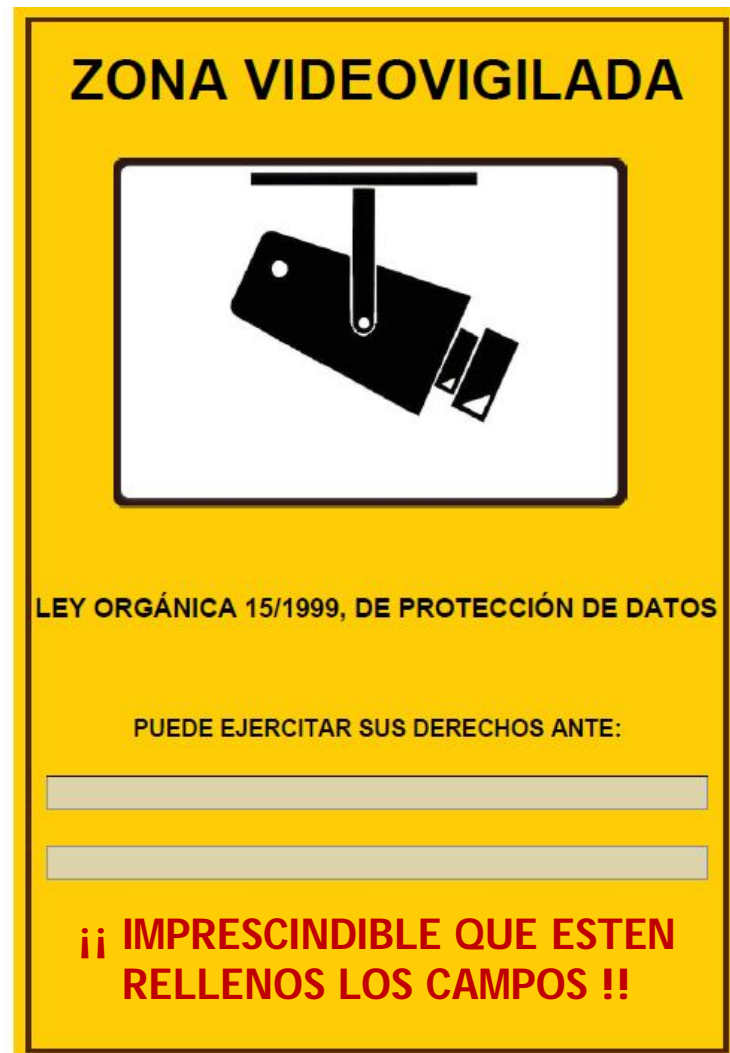 ZONA VIDEOVIGILADA
LEY ORGÁNICA 15/1999, DE PROTECCIÓN DE DATOS
PUEDE EJERCITAR SUS DERECHOS ANTE:
¡¡ IMPRESCINDIBLE QUE ESTEN
RELLENOS LOS CAMPOS !!